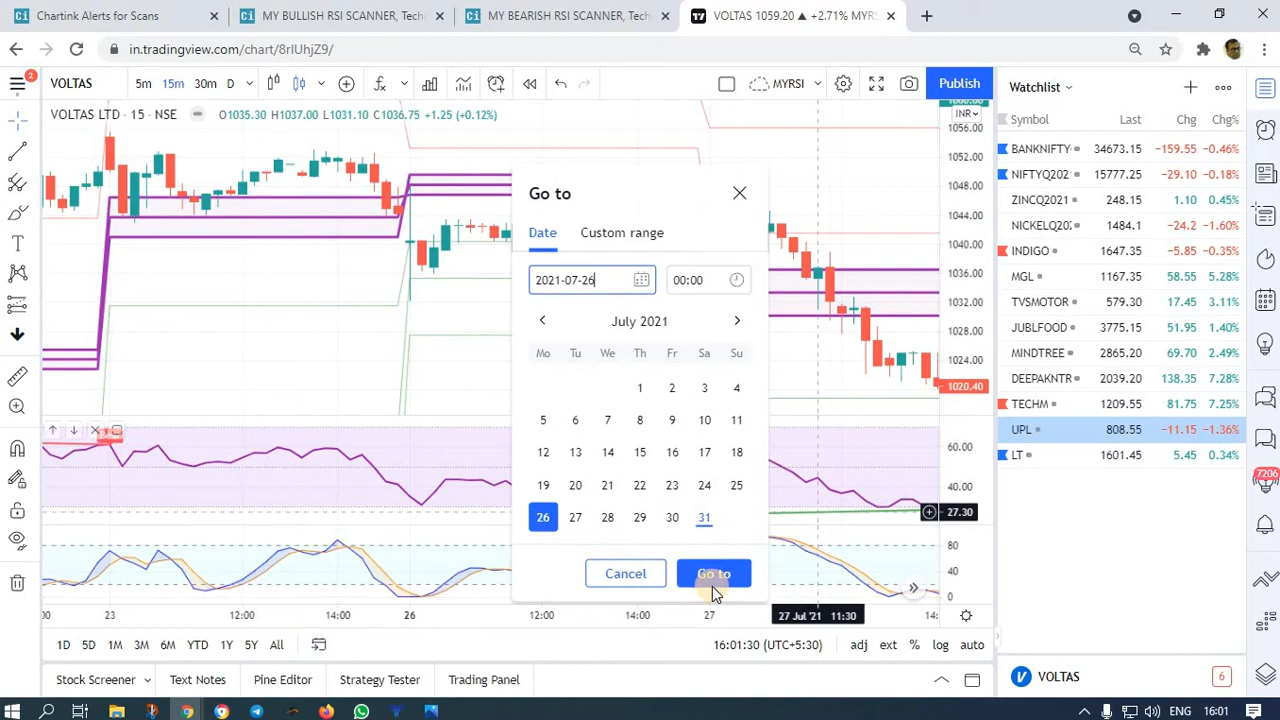 Chartink Alerts for Scans
MY BULLISH RSI SCANNER, Tech
MY BEARISH RSI SCANNER, Techn
VOLTAS 1059.20 ▲ +2.71% MYRSI
in.tradingview.com/chart/8rlUhjZ9/
2
VOLTAS
5m 15m 30m D
MYRSI
Publish
VOLTAS LTD · 15 · NSE
O1035.30 H1037.00 L1031.10 C1036.75 +1.25 (+0.12%)
INR
1060.00
1056.00
1052.00
1048.00
1044.00
1040.00
1036.00
1032.00
1028.00
1024.00
1020.40
60.00
40.00
27.30
80
20
0
Go to
Date Custom range
2021-07-26
00:00
July 2021
Mo Tu We Th Fr Sa Su
1 2 3 4
5 6 7 8 9 10 11
12 13 14 15 16 17 18
19 20 21 22 23 24 25
26 27 28 29 30 31
Cancel Go to
:00 23 12:00 14:00 26 12:00 14:00 27 27 Jul '21 11:30 14:
1D 5D 1M 3M 6M YTD 1Y 5Y All
16:01:30 (UTC+5:30)
adj ext % log auto
Stock Screener Text Notes Pine Editor Strategy Tester Trading Panel
Watchlist
Symbol Last Chg Chg%
BANKNIFTY 34673.15 −159.55 −0.46%
NIFTYQ202 15777.75 −29.10 −0.18%
ZINCQ2021 248.15 1.10 0.45%
NICKELQ20 1484.1 −24.2 −1.60%
INDIGO 1647.35 −5.85 −0.35%
MGL 1167.35 58.55 5.28%
TVSMOTOR 579.30 17.45 3.11%
JUBLFOOD 3775.15 51.95 1.40%
MINDTREE 2865.20 69.70 2.49%
DEEPAKNTR 2039.20 138.35 7.28%
TECHM 1209.55 81.75 7.25%
UPL 808.55 −11.15 −1.36%
LT 1601.45 5.45 0.34%
7206
VOLTAS
6
ENG 16:01